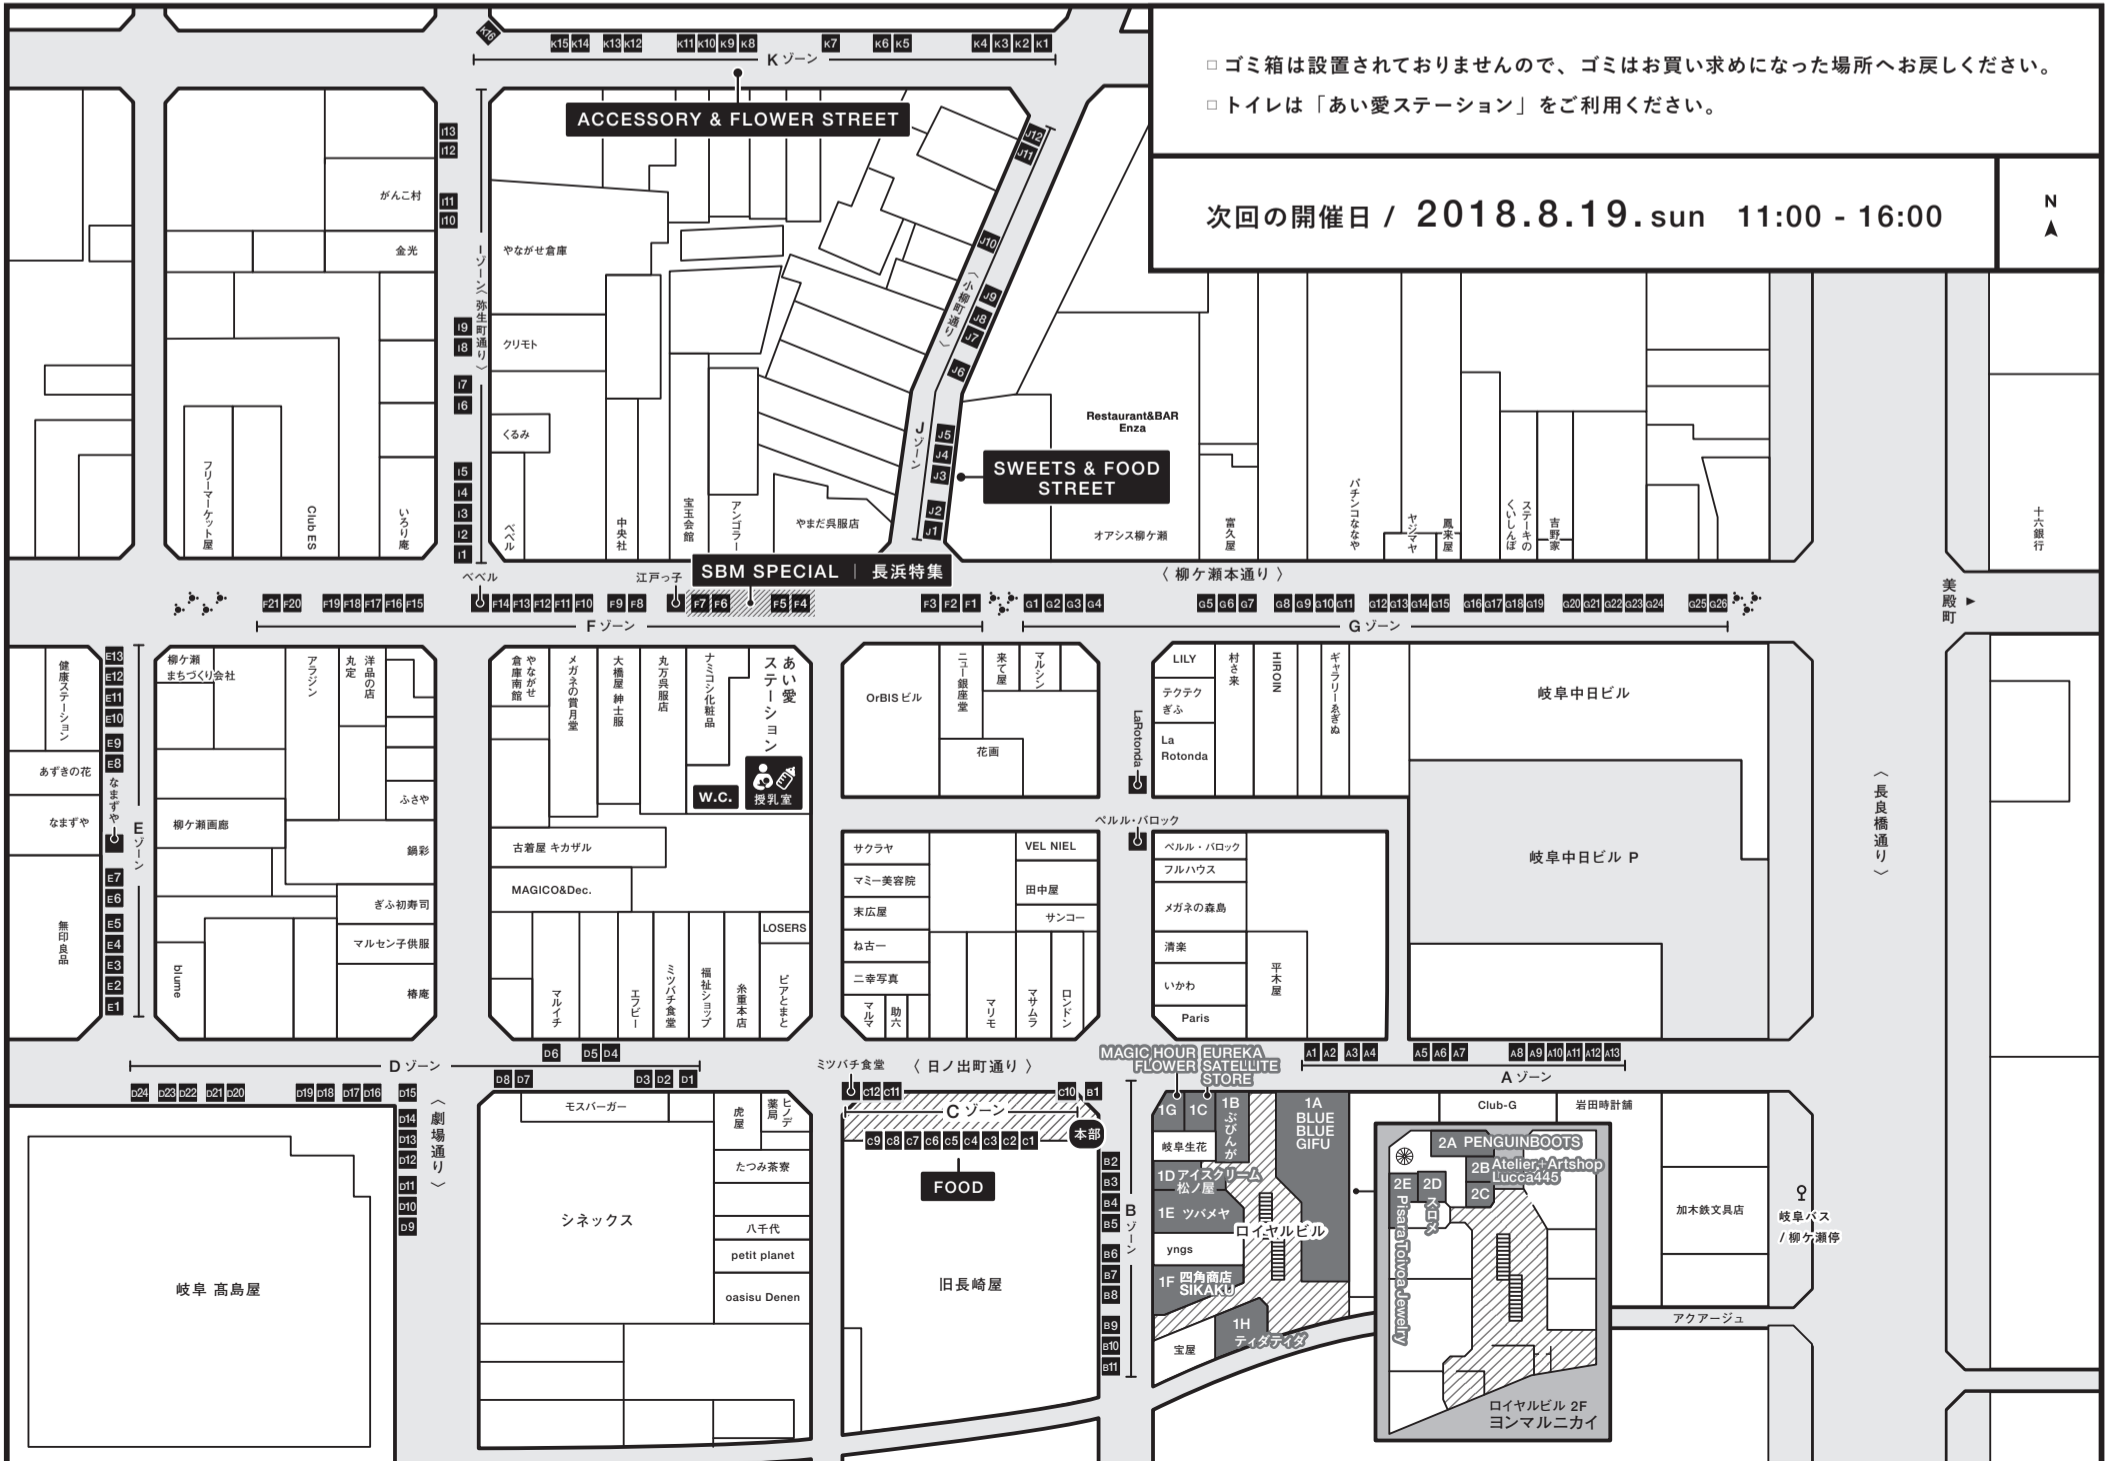 □ ゴミ箱は設置されておりませんので、ゴミはお買い求めになった場所へお戻しください。
□ トイレは「あい愛ステーション」をご利用ください。
次回の開催日 / 2018.8.19.sun 11:00 - 16:00
N
K16
K15 K14 K13 K12 K11 K10 K9 K8 K7 K6 K5 K4 K3 K2 K1
K ゾーン
ACCESSORY & FLOWER STREET
I13
I12
I11
I10
I9
I8
I7
I6
I5
I4
I3
I2
I1
I ゾーン〈 弥生町通り 〉
がんこ村
金光
フリーマーケット屋
Club ES
いろり庵
やながせ倉庫
クリモト
くるみ
ベベル
中央社
宝玉会館
アンゴラー
やまだ呉服店
J12
J11
J10
J9
J8
J7
J6
J5
J4
J3
J2
J1
〈 小柳町通り 〉
J ゾーン
SWEETS & FOOD
STREET
Restaurant&BAR
Enza
オアシス柳ケ瀬
富久屋
パチンコななや
ヤジマヤ
鳳来屋
ステーキの
くいしんぼ
吉野家
十六銀行
SBM SPECIAL | 長浜特集
〈 柳ケ瀬本通り 〉
ベベル
江戸っ子
美殿町
F21 F20 F19 F18 F17 F16 F15 F14 F13 F12 F11 F10 F9 F8 F7 F6 F5 F4 F3 F2 F1
F ゾーン
G1 G2 G3 G4 G5 G6 G7 G8 G9 G10 G11 G12 G13 G14 G15 G16 G17 G18 G19 G20 G21 G22 G23 G24 G25 G26
G ゾーン
健康ステーション
あずきの花
なまずや
無印良品
E13
E12
E11
E10
E9
E8
なまずや
E7
E6
E5
E4
E3
E2
E1
E ゾーン
柳ケ瀬
まちづくり会社
アラジン
洋品の店
丸定
ふさや
柳ケ瀬画廊
鍋彩
ぎふ初寿司
マルセン子供服
椿庵
blume
やながせ
倉庫南館
メガネの賞月堂
大橋屋 紳士服
丸万呉服店
ナミコシ化粧品
あい愛
ステーション
W.C.
授乳室
古着屋 キカザル
MAGICO&Dec.
LOSERS
マルイチ
エフビー
ミツバチ食堂
福祉ショップ
糸重本店
ピアとまと
OrBISビル
ニュー銀座堂
来て屋
マルシン
花画
サクラヤ
マミー美容院
末広屋
ね古一
二幸写真
マルマ
助六
マリモ
VEL NIEL
田中屋
サンコー
マサムラ
ロンドン
LaRotonda
ペルル・バロック
LILY
テクテク
ぎふ
La
Rotonda
村さ来
HIROIN
ギャラリーゑぎぬ
岐阜中日ビル
岐阜中日ビル P
〈 長良橋通り 〉
ペルル・バロック
フルハウス
メガネの森島
清楽
いかわ
Paris
平木屋
D6 D5 D4
D ゾーン
D8 D7 D3 D2 D1
D24 D23 D22 D21 D20 D19 D18 D17 D16 D15
D14
D13
D12
D11
D10
D9
〈 劇場通り 〉
岐阜 髙島屋
モスバーガー
虎屋
ヒノデ
薬局
たつみ茶寮
八千代
petit planet
oasisu Denen
シネックス
ミツバチ食堂
〈 日ノ出町通り 〉
C12 C11 C10 B1
C ゾーン
C9 C8 C7 C6 C5 C4 C3 C2 C1
本部
FOOD
旧長崎屋
B2
B3
B4
B5
B6
B7
B8
B9
B10
B11
B ゾーン
MAGIC HOUR
FLOWER
EUREKA
SATELLITE
STORE
A1 A2 A3 A4 A5 A6 A7 A8 A9 A10 A11 A12 A13
A ゾーン
1G
1C
1B
ぶびんが
1A
BLUE
BLUE
GIFU
岐阜生花
1D アイスクリーム
松ノ屋
1E ツバメヤ
ロイヤルビル
yngs
1F 四角商店
SIKAKU
1H
ティダティダ
宝屋
Club-G
岩田時計舗
2A PENGUINBOOTS
2B Atelier+Artshop
Lucca445
2C
2D
スロメ
2E
Pisara Toivoa Jewelry
ロイヤルビル 2F
ヨンマルニカイ
加木鉄文具店
岐阜バス
/ 柳ケ瀬停
アクアージュ